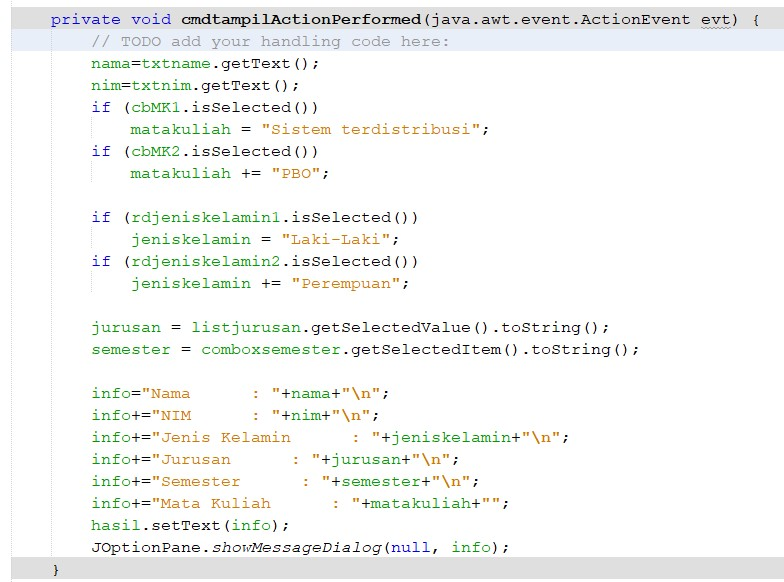 private void cmdtampilActionPerformed(java.awt.event.ActionEvent evt) {
// TODO add your handling code here:
nama=txtname.getText();
nim=txtnim.getText();
if (cbMK1.isSelected())
matakuliah = "Sistem terdistribusi";
if (cbMK2.isSelected())
matakuliah += "PBO";
if (rdjeniskelamin1.isSelected())
jeniskelamin = "Laki-Laki";
if (rdjeniskelamin2.isSelected())
jeniskelamin += "Perempuan";
jurusan = listjurusan.getSelectedValue().toString();
semester = comboxsemester.getSelectedItem().toString();
info="Nama      : "+nama+"\n";
info+="NIM      : "+nim+"\n";
info+="Jenis Kelamin      : "+jeniskelamin+"\n";
info+="Jurusan      : "+jurusan+"\n";
info+="Semester      : "+semester+"\n";
info+="Mata Kuliah      : "+matakuliah+"";
hasil.setText(info);
JOptionPane.showMessageDialog(null, info);
}